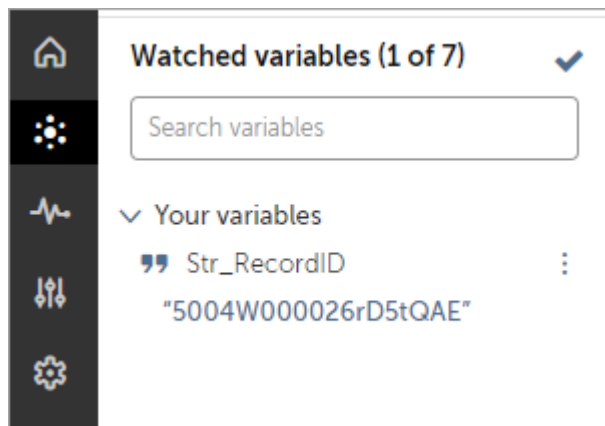 Watched variables (1 of 7)
Search variables
Your variables
Str_RecordID
“5004W000026rD5tQAE”